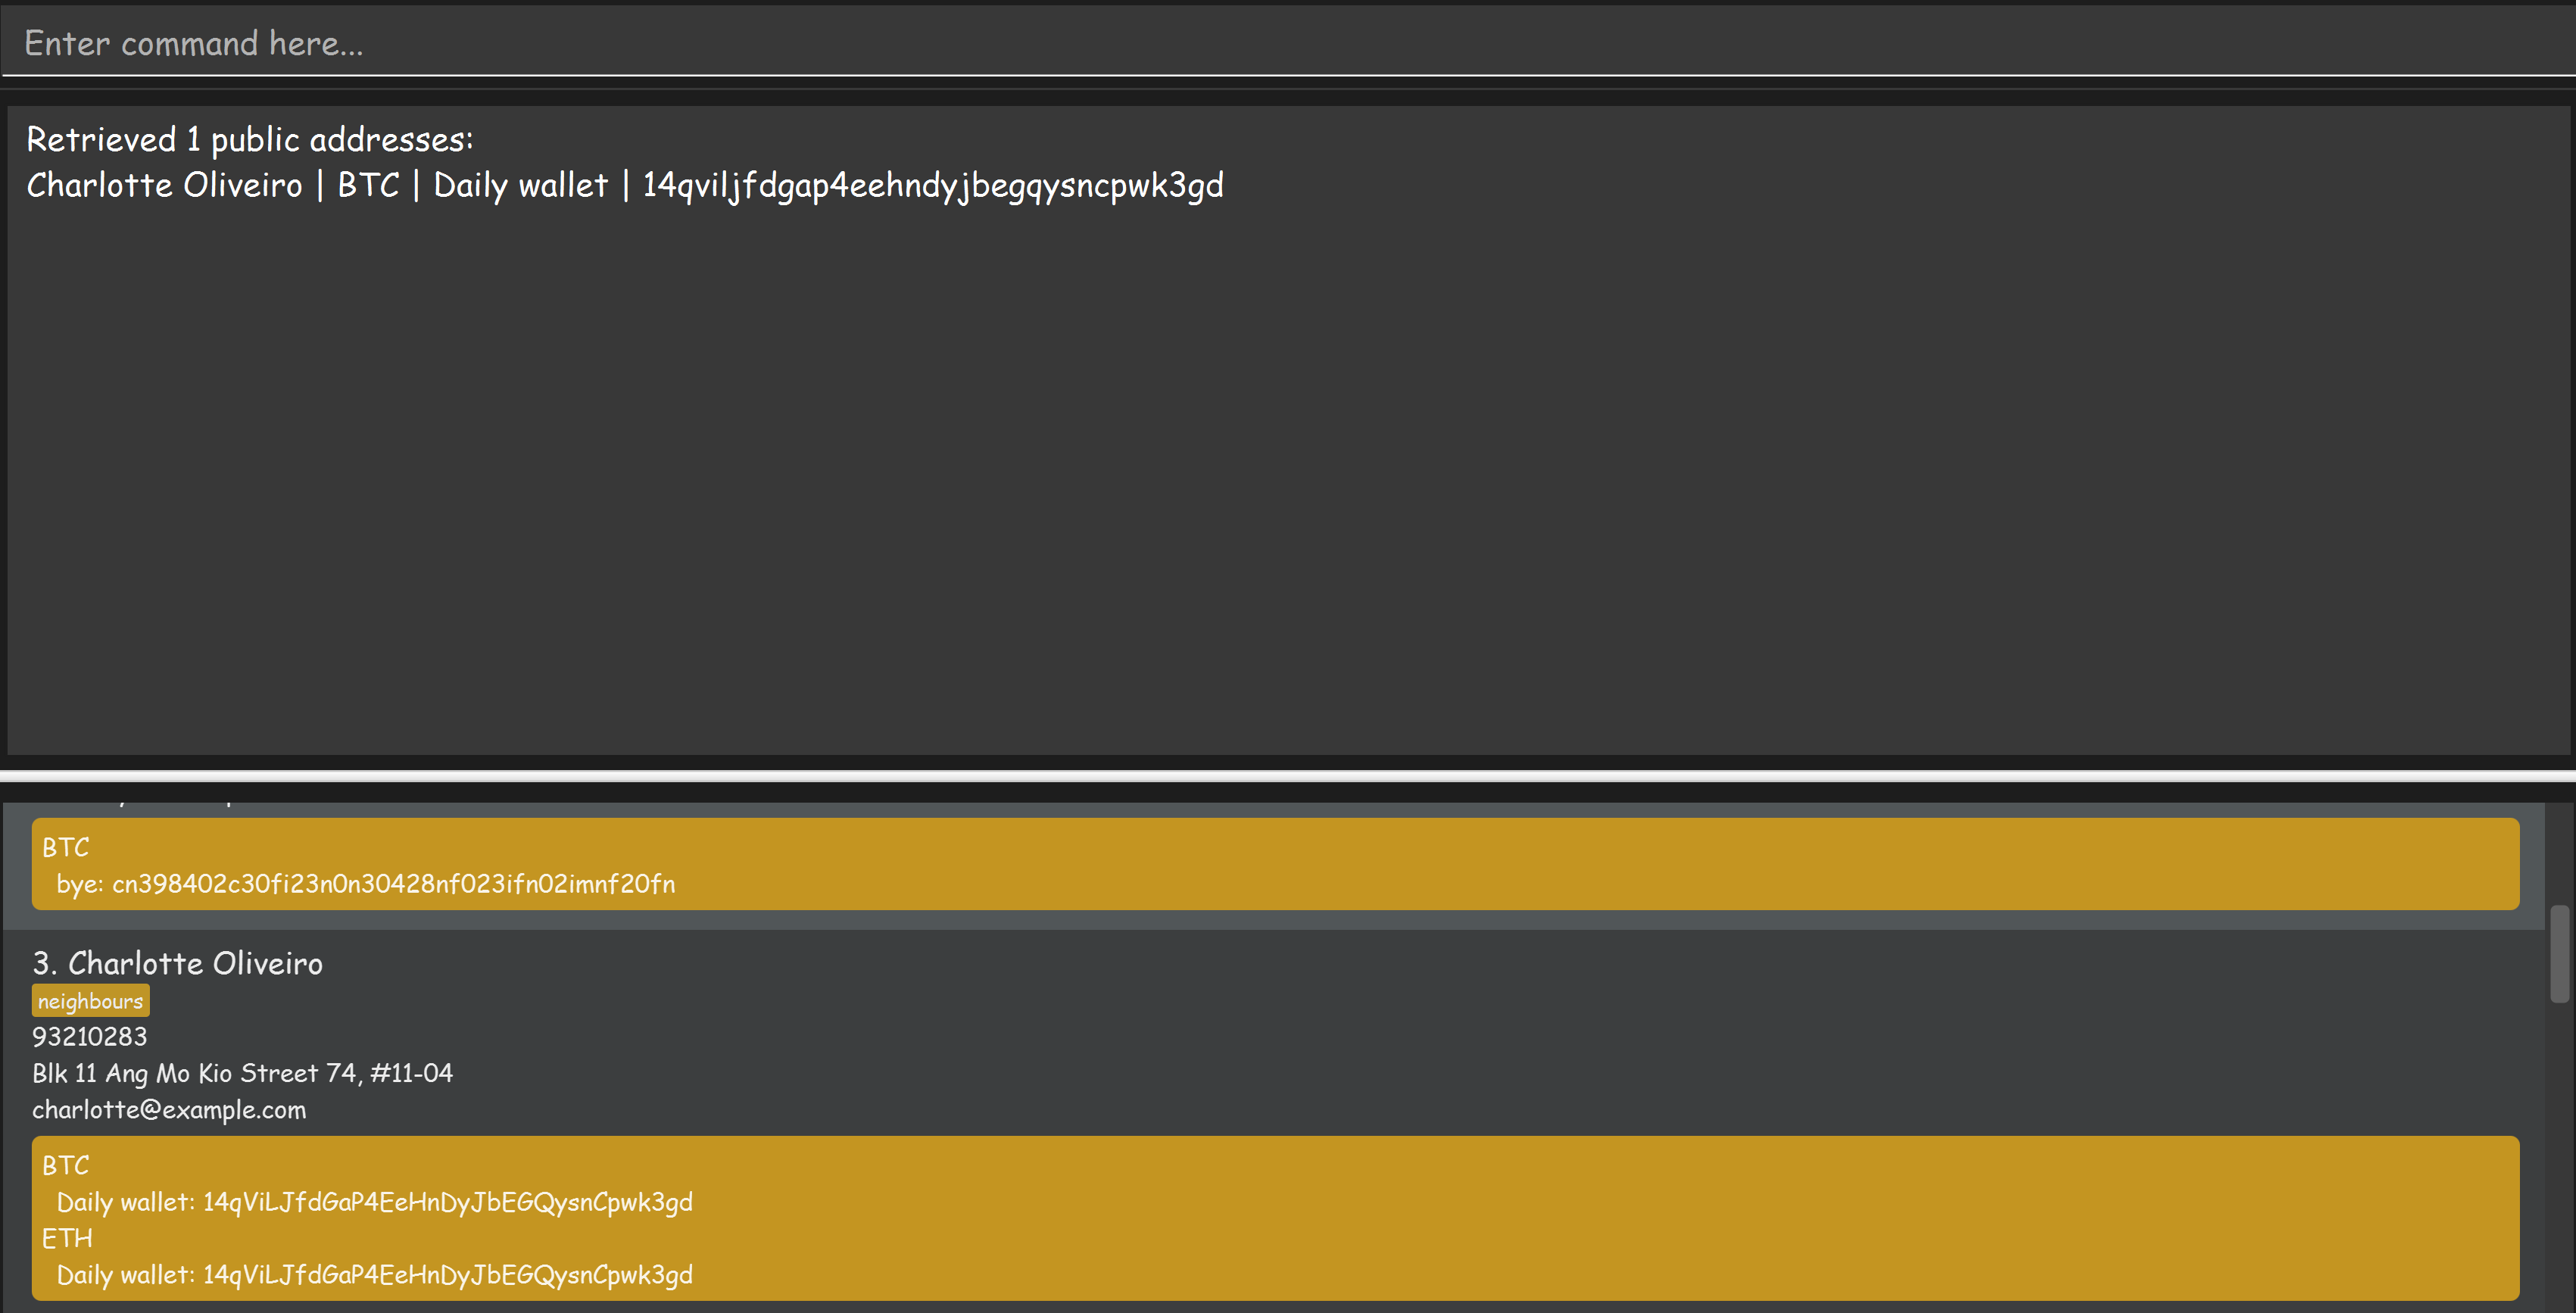 Enter command here...
Retrieved 1 public addresses:
Charlotte Oliveiro | BTC | Daily wallet | 14qviljfdgap4eehndyjbegqysncpwk3gd
BTC
bye: cn398402c30fi23n0n30428nf023ifn02imnf20fn
3. Charlotte Oliveiro
neighbours
93210283
Blk 11 Ang Mo Kio Street 74, #11-04
charlotte@example.com
BTC
Daily wallet: 14qViLJfdGaP4EeHnDyJbEGQysnCpwk3gd
ETH
Daily wallet: 14qViLJfdGaP4EeHnDyJbEGQysnCpwk3gd